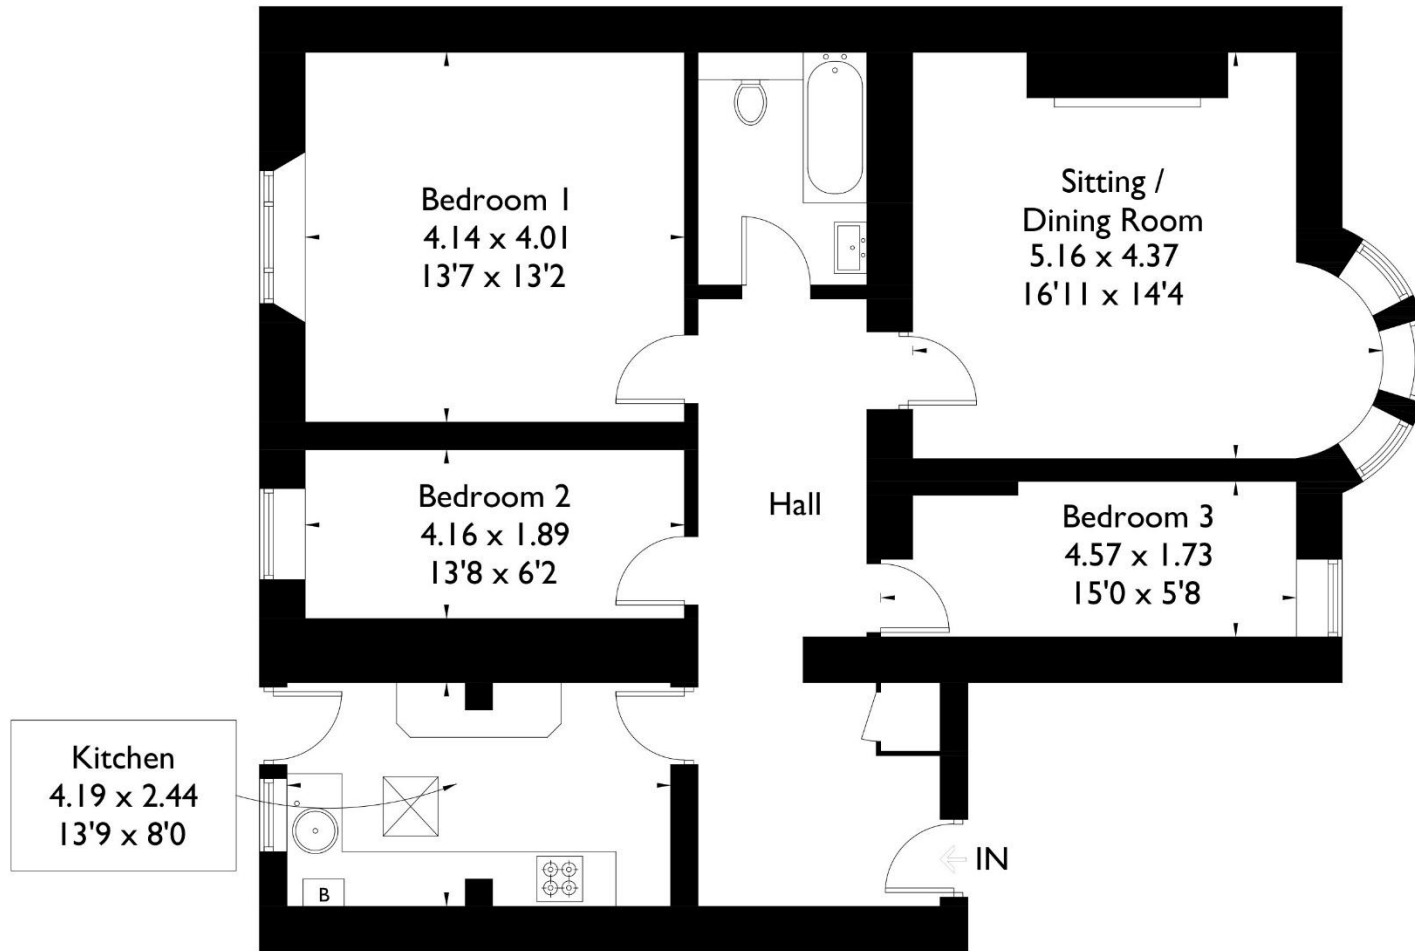 Bedroom 1
4.14 x 4.01
13'7 x 13'2
Sitting /
Dining Room
5.16 x 4.37
16'11 x 14'4
Bedroom 2
4.16 x 1.89
13'8 x 6'2
Hall
Bedroom 3
4.57 x 1.73
15'0 x 5'8
Kitchen
4.19 x 2.44
13'9 x 8'0
B
IN